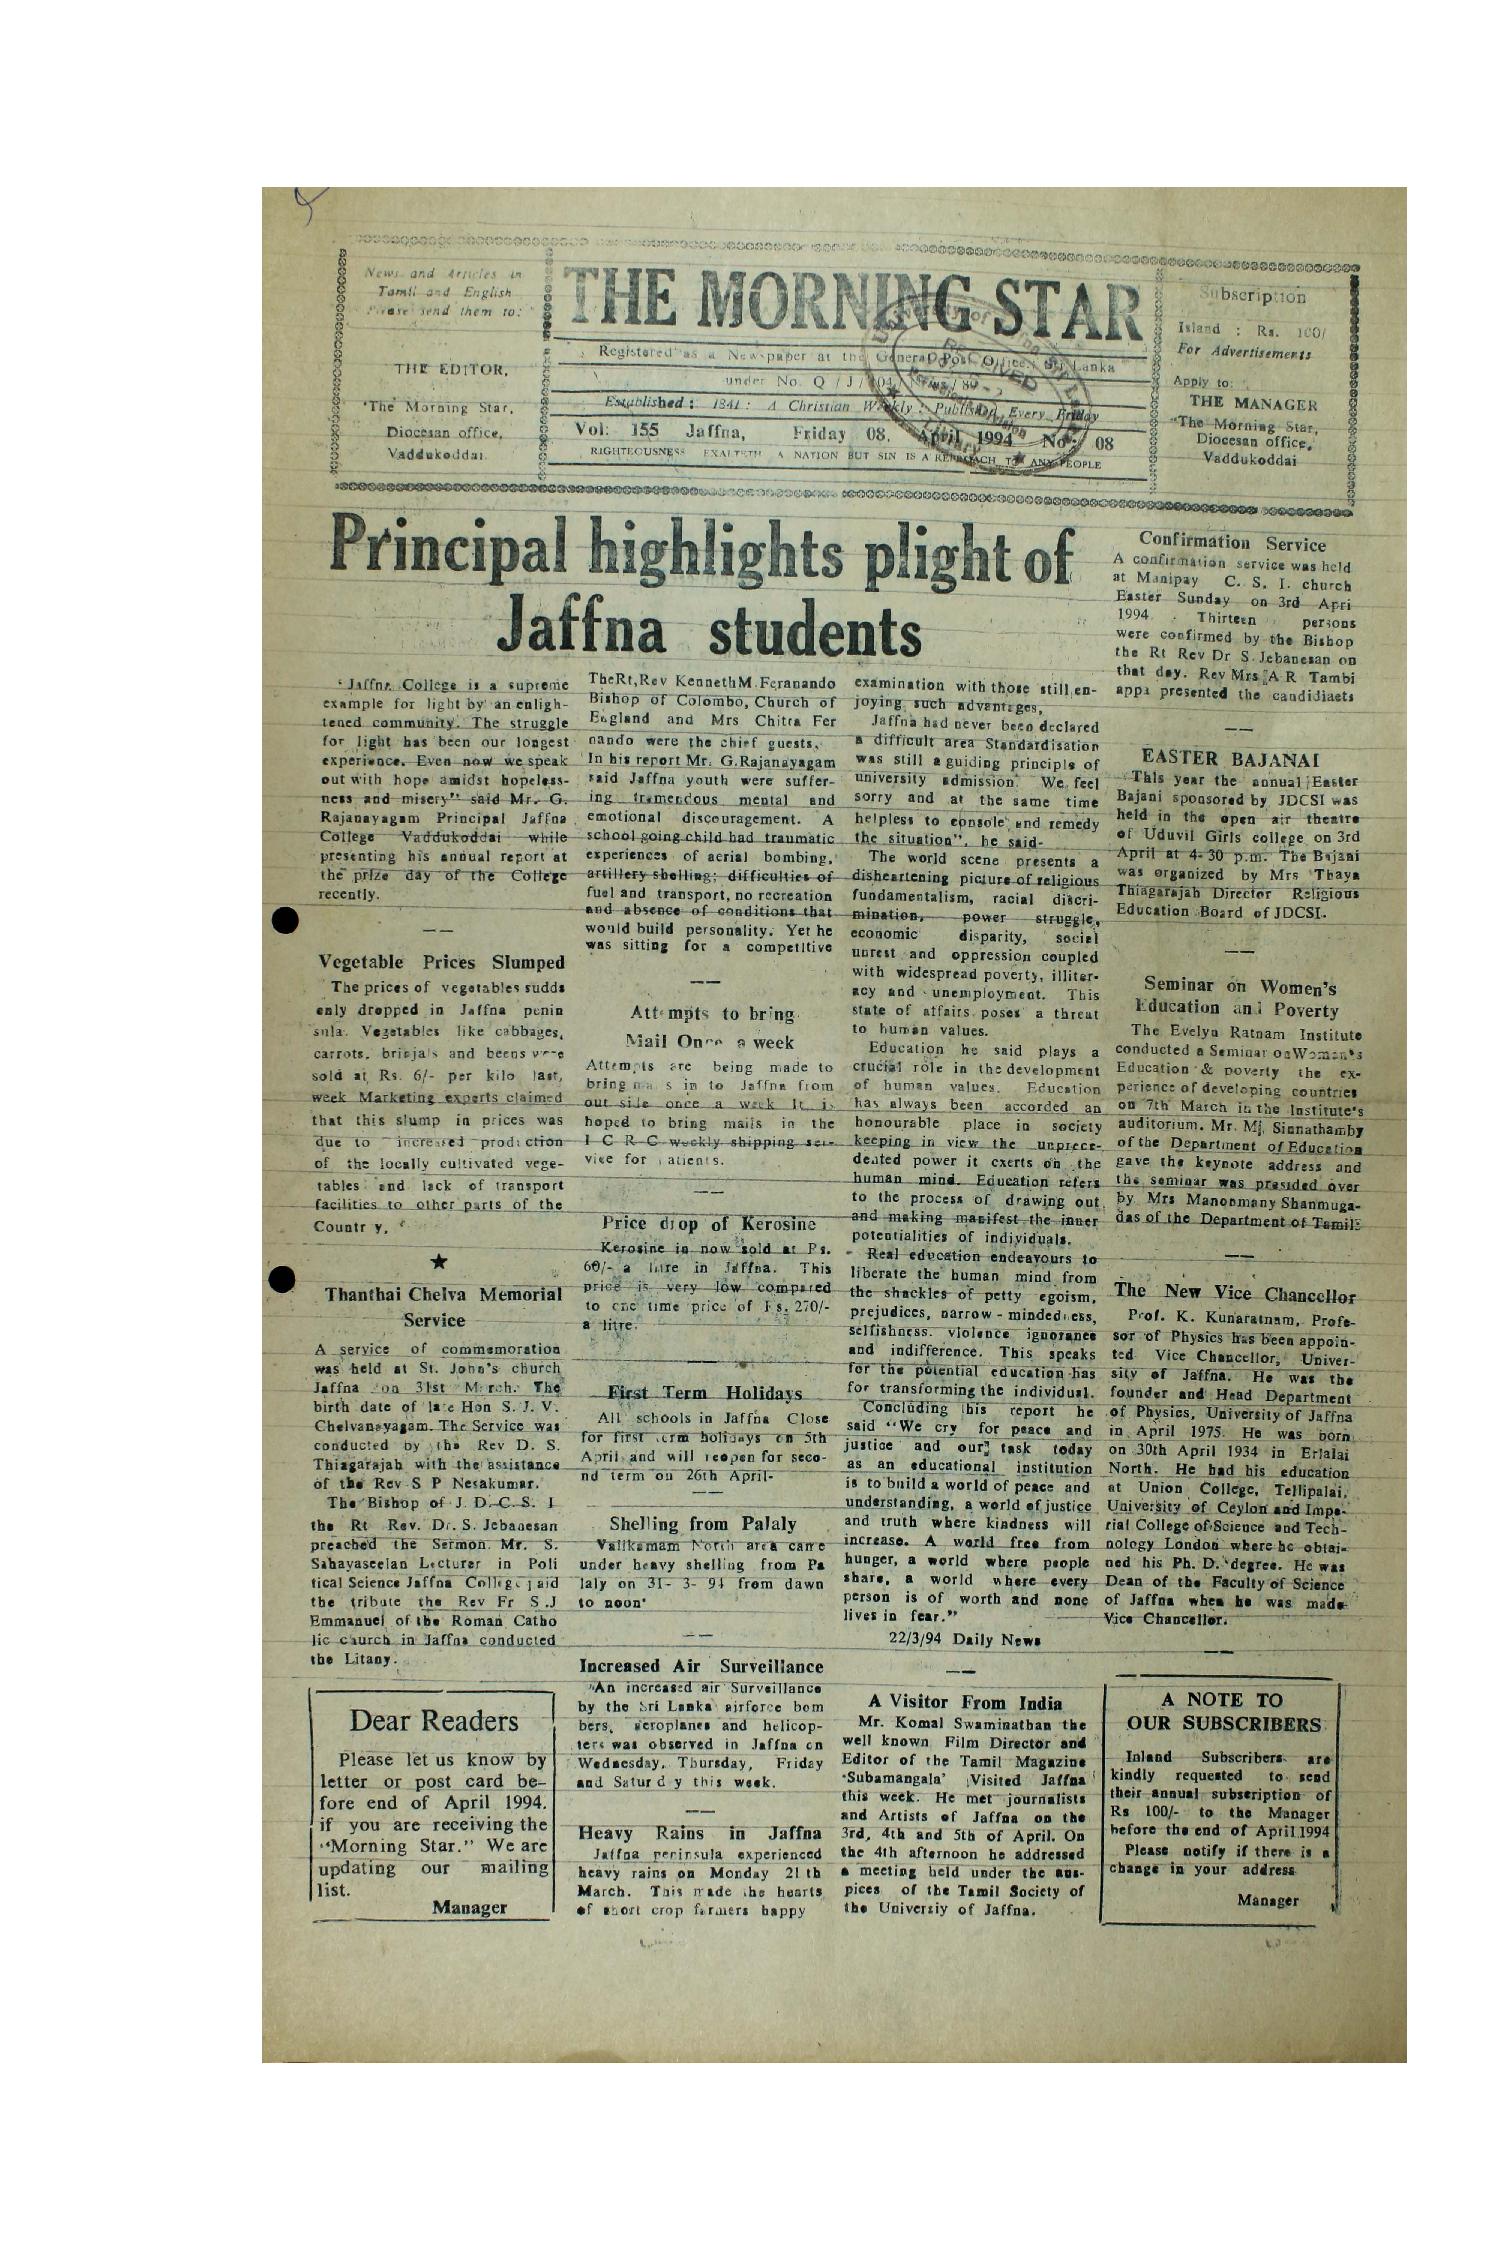 News and Articles in
Tamil and English
Please send them to:
THE EDITOR,
'The Morning Star,
Diocesan office,
Vaddukoddai
THE MORNING STAR
Registered as a Newspaper at the General Post Office Sri Lanka
under No. Q / J /
Established : 1841 : A Christian Weekly : Published Every Friday
Vol: 155 Jaffna, Friday 08, April 1994 No : 08
RIGHTEOUSNESS EXALTETH A NATION BUT SIN IS A REPROACH TO ANY PEOPLE
Subscription
Island : Rs. 100/
For Advertisements
Apply to:
THE MANAGER
"The Morning Star,
Diocesan office,
Vaddukoddai
Principal highlights plight of
Jaffna students
'Jaffna College is a supreme
example for light by an enligh-
tened community. The struggle
for light has been our longest
experience. Even now we speak
out with hope amidst hopeless-
ness and misery" said Mr. G.
Rajanayagam Principal Jaffna
College Vaddukoddai while
presenting his annual report at
the prize day of the College
recently.
Vegetable Prices Slumped
The prices of vegetables sudds
enly dropped in Jaffna penin
sula. Vegetables like cabbages,
carrots, brinjals and beens were
sold at Rs. 6/- per kilo last,
week Marketing experts claimed
that this slump in prices was
due to increased production
of the locally cultivated vege-
tables and lack of transport
facilities to other parts of the
Countr y,
Thanthai Chelva Memorial
Service
A service of commemoration
was held at St. John's church
Jaffna on 31st March. The
birth date of late Hon S. J. V.
Chelvanayagam. The Service was
conducted by the Rev D. S.
Thiagarajah with the assistance
of the Rev S P Nesakumar.
The Bishop of J. D. C. S. I
the Rt Rev. Dr. S. Jebanesan
preached the Sermon. Mr. S.
Sahayaseelan Lecturer in Poli
tical Science Jaffna College paid
the tribute the Rev Fr S.J
Emmanuel of the Roman Catho
lic church in Jaffna conducted
the Litany.
Dear Readers
Please let us know by
letter or post card be-
fore end of April 1994.
if you are receiving the
"Morning Star." We are
updating our mailing
list.
Manager
TheRt,Rev KennethM.Feranando
Bishop of Colombo, Church of
England and Mrs Chitra Fer
nando were the chief guests.
In his report Mr. G.Rajanayagam
said Jaffna youth were suffer-
ing tremendous mental and
emotional discouragement. A
school going child had traumatic
experiences of aerial bombing,
artillery shelling; difficulties of
fuel and transport, no recreation
and absence of conditions that
would build personality. Yet he
was sitting for a competitive
Attempts to bring
Mail Once a week
Attempts are being made to
bring mails in to Jaffna from
out side once a week It is
hoped to bring mails in the
I C R C weekly shipping ser-
vice for patients.
Price drop of Kerosine
Kerosine in now sold at Rs.
60/- a litre in Jaffna. This
price is very low compared
to one time price of Rs. 270/-
a litre.
First Term Holidays
All schools in Jaffna Close
for first term holidays on 5th
April and will reopen for seco-
nd term on 26th April-
Shelling from Palaly
Valikamam North area came
under heavy shelling from Pa
laly on 31- 3- 94 from dawn
to noon'
Increased Air Surveillance
"An increased air Surveillance
by the Sri Lanka airforce bom
bers, aeroplanes and helicop-
ters was observed in Jaffna on
Wednesday, Thursday, Friday
and Saturd y this week.
Heavy Rains in Jaffna
Jaffna peninsula experienced
heavy rains on Monday 21 th
March. This made the hearts
of short crop farmers happy
examination with those still en-
joying such advantages,
Jaffna had never been declared
a difficult area Standardisation
was still a guiding principle of
university admission. We feel
sorry and at the same time
helpless to console and remedy
the situation", he said-
The world scene presents a
disheartening picture of religious
fundamentalism, racial discri-
mination, power struggle,
economic disparity, social
unrest and oppression coupled
with widespread poverty, illiter-
acy and unemployment. This
state of affairs poses a threat
to human values.
Education he said plays a
crucial role in the development
of human values. Education
has always been accorded an
honourable place in society
keeping in view the unprece-
dented power it exerts on the
human mind. Education refers
to the process of drawing out
and making manifest the inner
potentialities of individuals.
Real education endeavours to
liberate the human mind from
the shackles of petty egoism,
prejudices, narrow - mindedness,
selfishness. violence ignorance
and indifference. This speaks
for the potential education has
for transforming the individual.
Concluding his report he
said "We cry for peace and
justice and our task today
as an educational institution
is to build a world of peace and
understanding, a world of justice
and truth where kindness will
increase. A world free from
hunger, a world where people
share, a world where every
person is of worth and none
lives in fear."
22/3/94 Daily News
A Visitor From India
Mr. Komal Swaminathan the
well known Film Director and
Editor of the Tamil Magazine
'Subamangala' Visited Jaffna
this week. He met journalists
and Artists of Jaffna on the
3rd, 4th and 5th of April. On
the 4th afternoon he addressed
a meeting held under the aus-
pices of the Tamil Society of
the Universiy of Jaffna.
Confirmation Service
A confirmation service was held
at Manipay C. S. I. church
Easter Sunday on 3rd Apri
1994 Thirteen persons
were confirmed by the Bishop
the Rt Rev Dr S. Jebanesan on
that day. Rev Mrs A R Tambi
appa presented the candidiaets
EASTER BAJANAI
This year the annual Easter
Bajani sponsored by JDCSI was
held in the open air theatre
of Uduvil Girls college on 3rd
April at 4-30 p.m. The Bajani
was organized by Mrs Thaya
Thiagarajah Director Religious
Education Board of JDCSI.
Seminar on Women's
Education and Poverty
The Evelyn Ratnam Institute
conducted a Seminar on Women's
Education & poverty the ex-
perience of developing countries
on 7th March in the Institute's
auditorium. Mr. Mj. Sinnathamby
of the Department of Education
gave the keynote address and
the seminar was presided over
by Mrs Manonmany Shanmuga-
das of the Department of Tamil:
The New Vice Chancellor
Prof. K. Kunaratnam, Profe-
sor of Physics has been appoin-
ted Vice Chancellor, Univer-
sity of Jaffna. He was the
founder and Head Department
of Physics, University of Jaffna
in April 1975. He was born
on 30th April 1934 in Erlalai
North. He had his education
at Union College, Tellipalai,
University of Ceylon and Impe-
rial College of Science and Tech-
nology London where he obtai-
ned his Ph. D. degree. He was
Dean of the Faculty of Science
of Jaffna when he was made
Vice Chancellor.
A NOTE TO
OUR SUBSCRIBERS
Inland Subscribers are
kindly requested to send
their annual subscription of
Rs 100/- to the Manager
before the end of April 1994
Please notify if there is a
change in your address
Manager